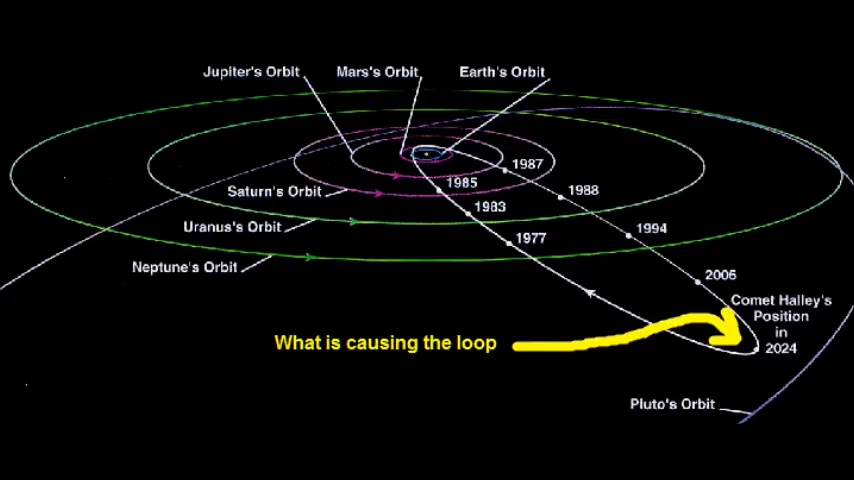 Jupiter's Orbit
Mars's Orbit
Earth's Orbit
1987
1985
Saturn's Orbit
1988
1983
Uranus's Orbit
1994
1977
Neptune's Orbit
2005
Comet Halley's
Position
in
2024
What is causing the loop
Pluto's Orbit